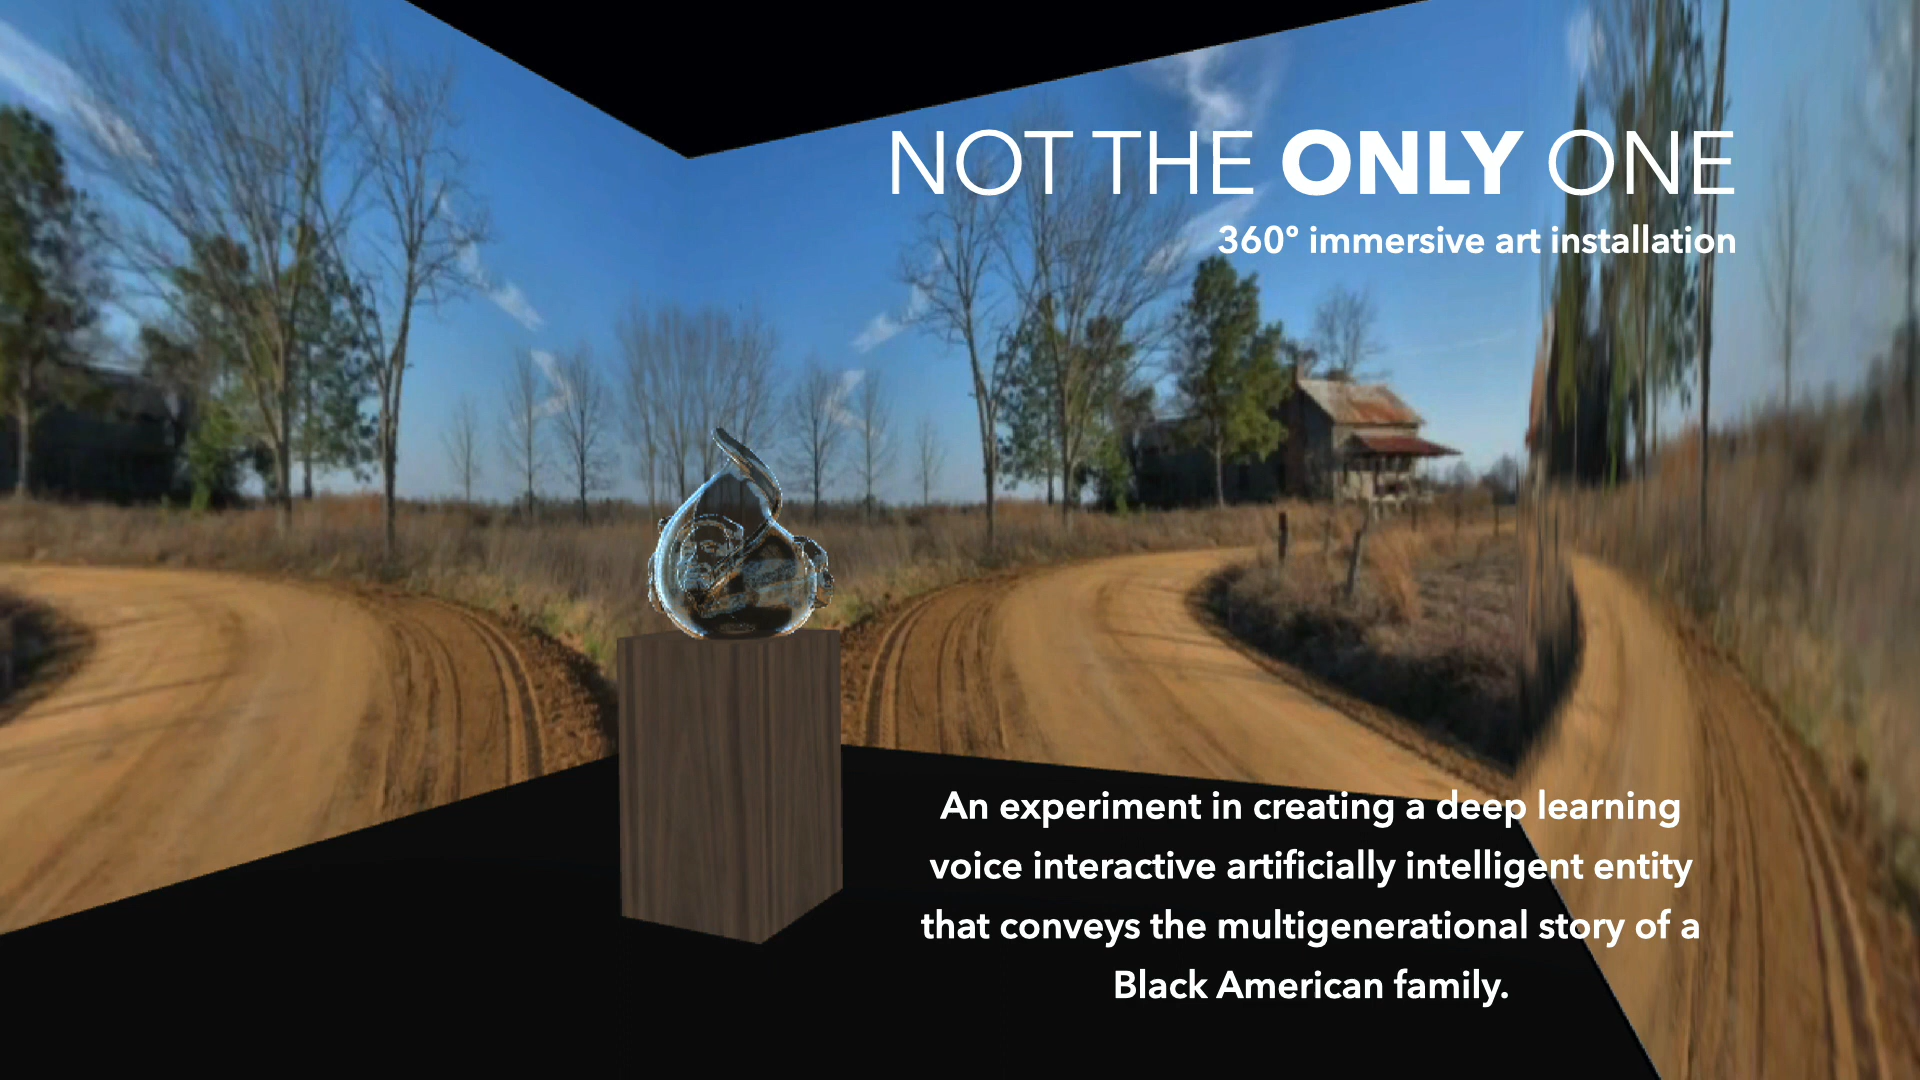 NOT THE ONLY ONE
360° immersive art installation
An experiment in creating a deep learning
voice interactive artificially intelligent entity
that conveys the multigenerational story of a
Black American family.